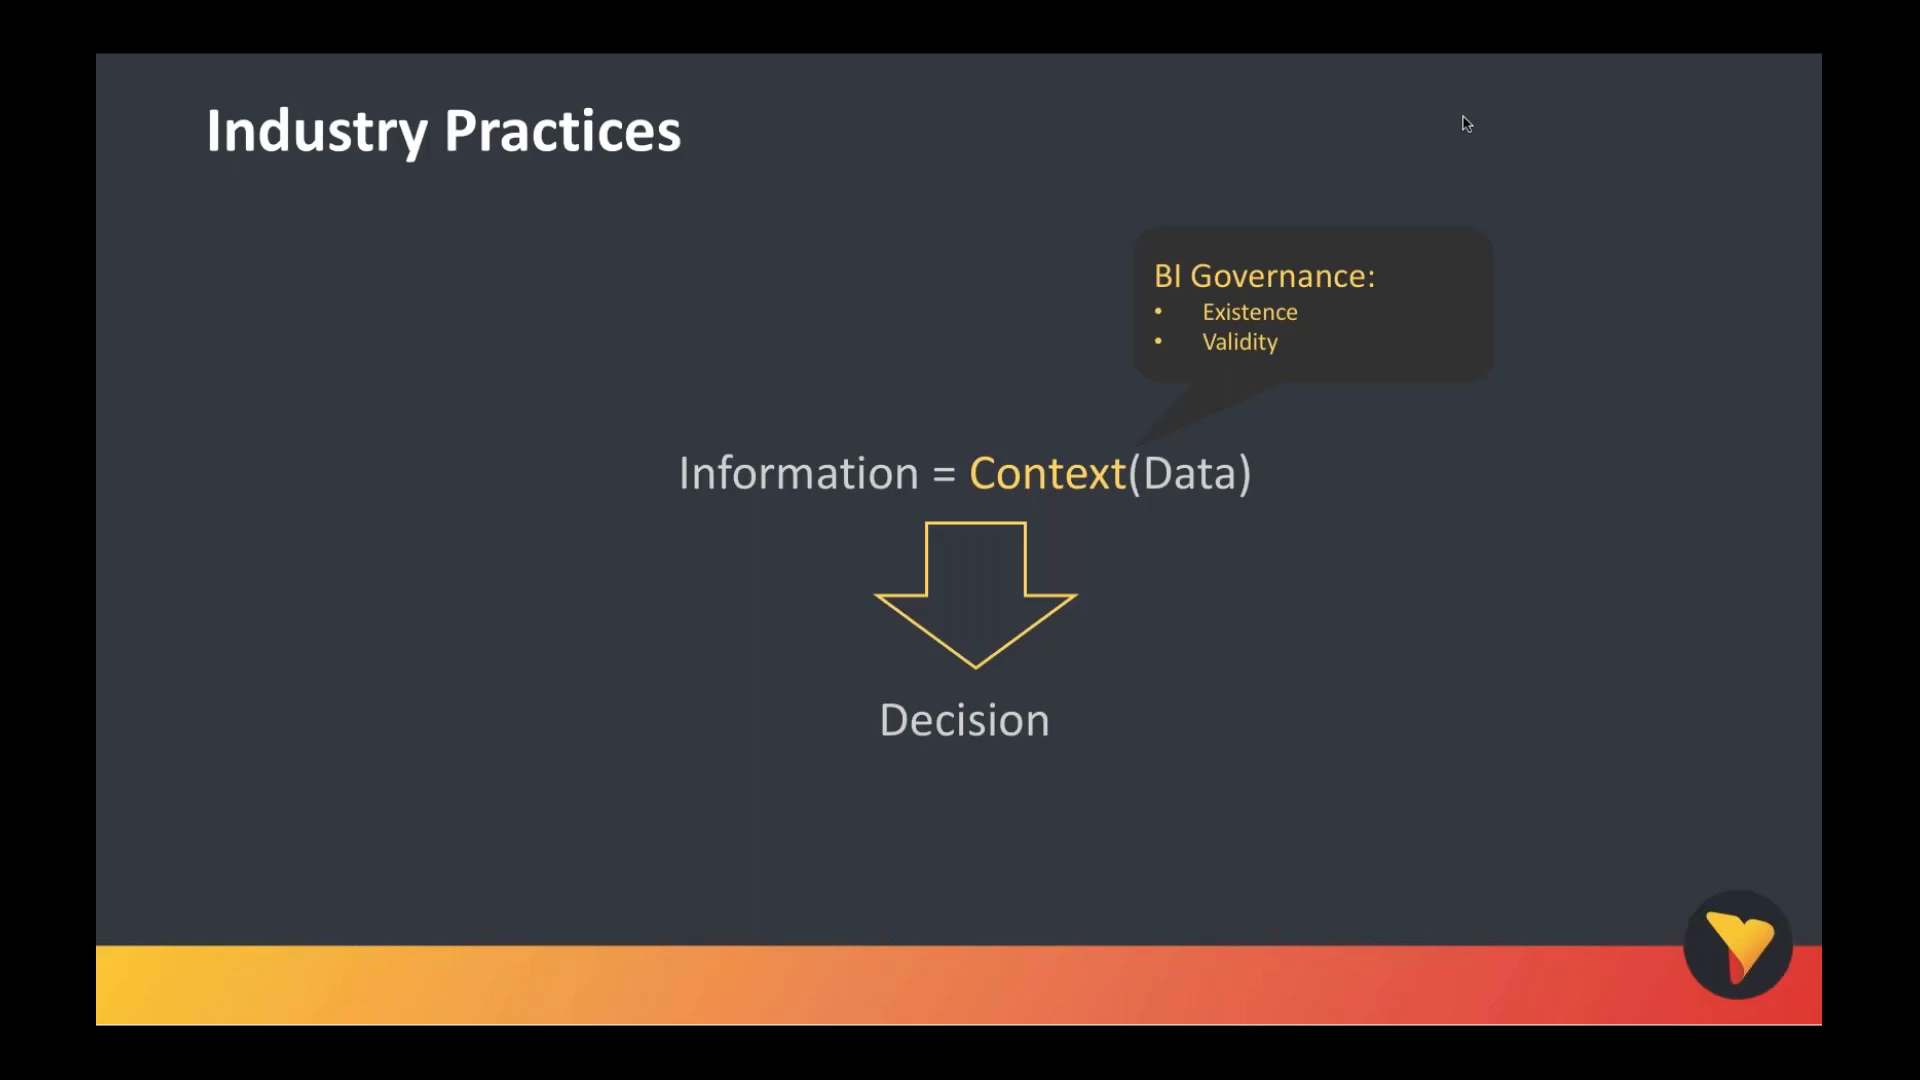 Industry Practices
BI Governance:
• Existence
• Validity
Information = Context(Data)
Decision